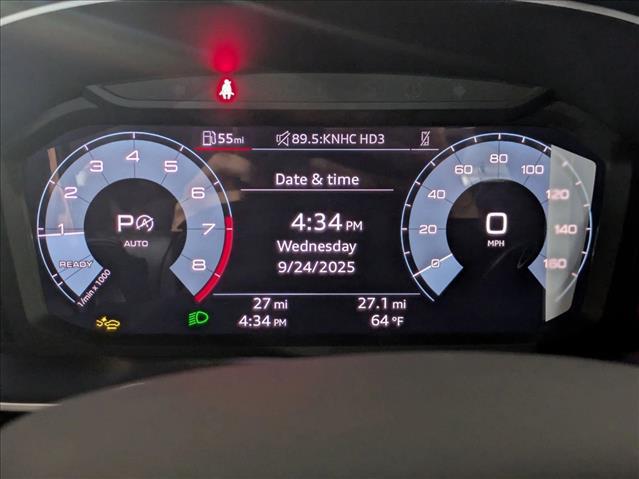 55mi
89.5:KNHC HD3
Date & time
4:34 PM
Wednesday
9/24/2025
27 mi
27.1 mi
4:34 PM
64 °F
1
2
3
4
5
6
7
8
READY
1/min x 1000
P
AUTO
0
20
40
60
80
100
120
140
160
0
MPH